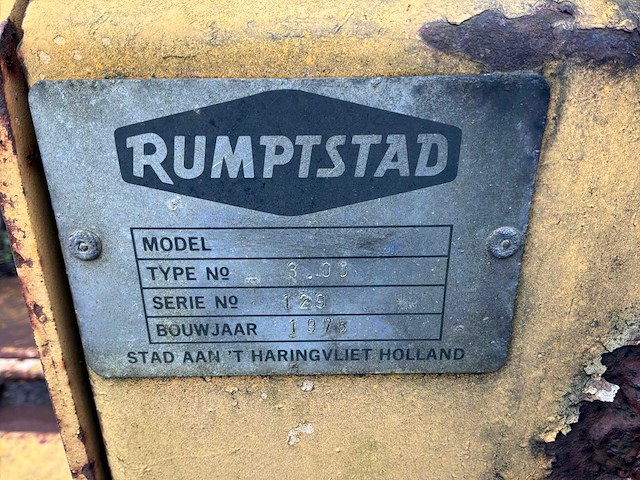 RUMPTSTAD
MODEL
TYPE No
SERIE No 129
BOUWJAAR
STAD AAN 'T HARINGVLIET HOLLAND